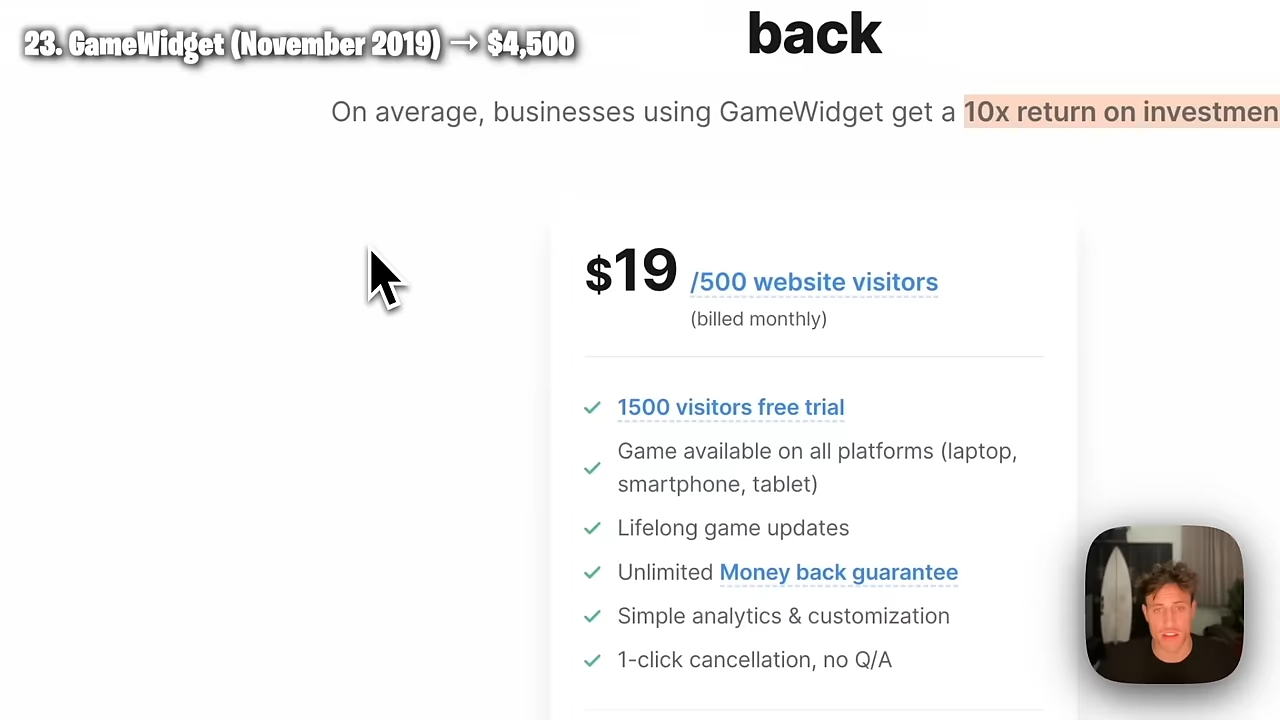 23. GameWidget (November 2019) → $4,500
back
On average, businesses using GameWidget get a 10x return on investmen
$19 /500 website visitors
(billed monthly)
1500 visitors free trial
Game available on all platforms (laptop,
smartphone, tablet)
Lifelong game updates
Unlimited Money back guarantee
Simple analytics & customization
1-click cancellation, no Q/A